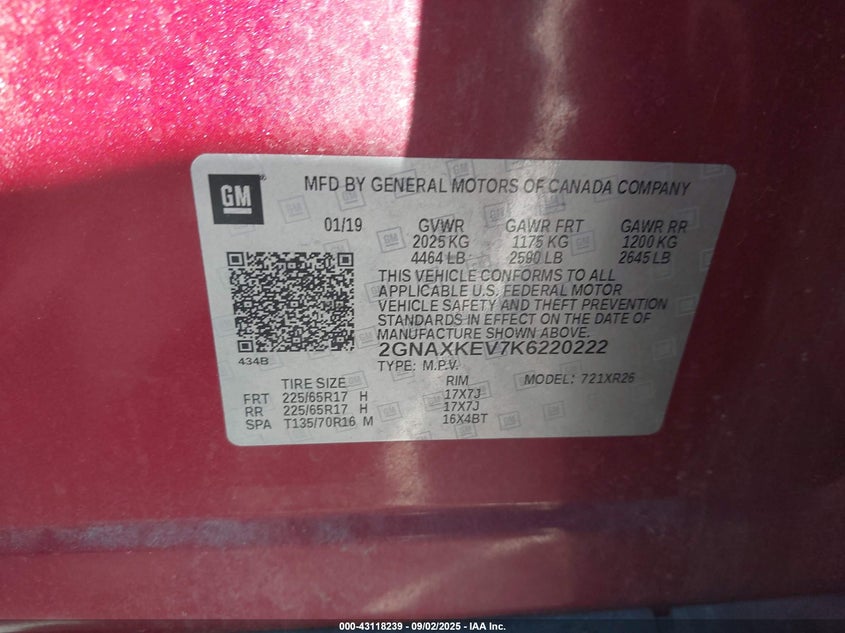 GM ®
MFD BY GENERAL MOTORS OF CANADA COMPANY
01/19 GVWR GAWR FRT GAWR RR
2025 KG 1175 KG 1200 KG
4464 LB 2590 LB 2645 LB
THIS VEHICLE CONFORMS TO ALL
APPLICABLE U.S. FEDERAL MOTOR
VEHICLE SAFETY AND THEFT PREVENTION
STANDARDS IN EFFECT ON THE DATE OF
MANUFACTURE SHOWN ABOVE.
434B
2GNAXKEV7K6220222
TYPE: M.P.V. MODEL: 721XR26
TIRE SIZE RIM
FRT 225/65R17 H 17X7J
RR 225/65R17 H 17X7J
SPA T135/70R16 M 16X4BT
000-43118239 - 09/02/2025 - IAA Inc.